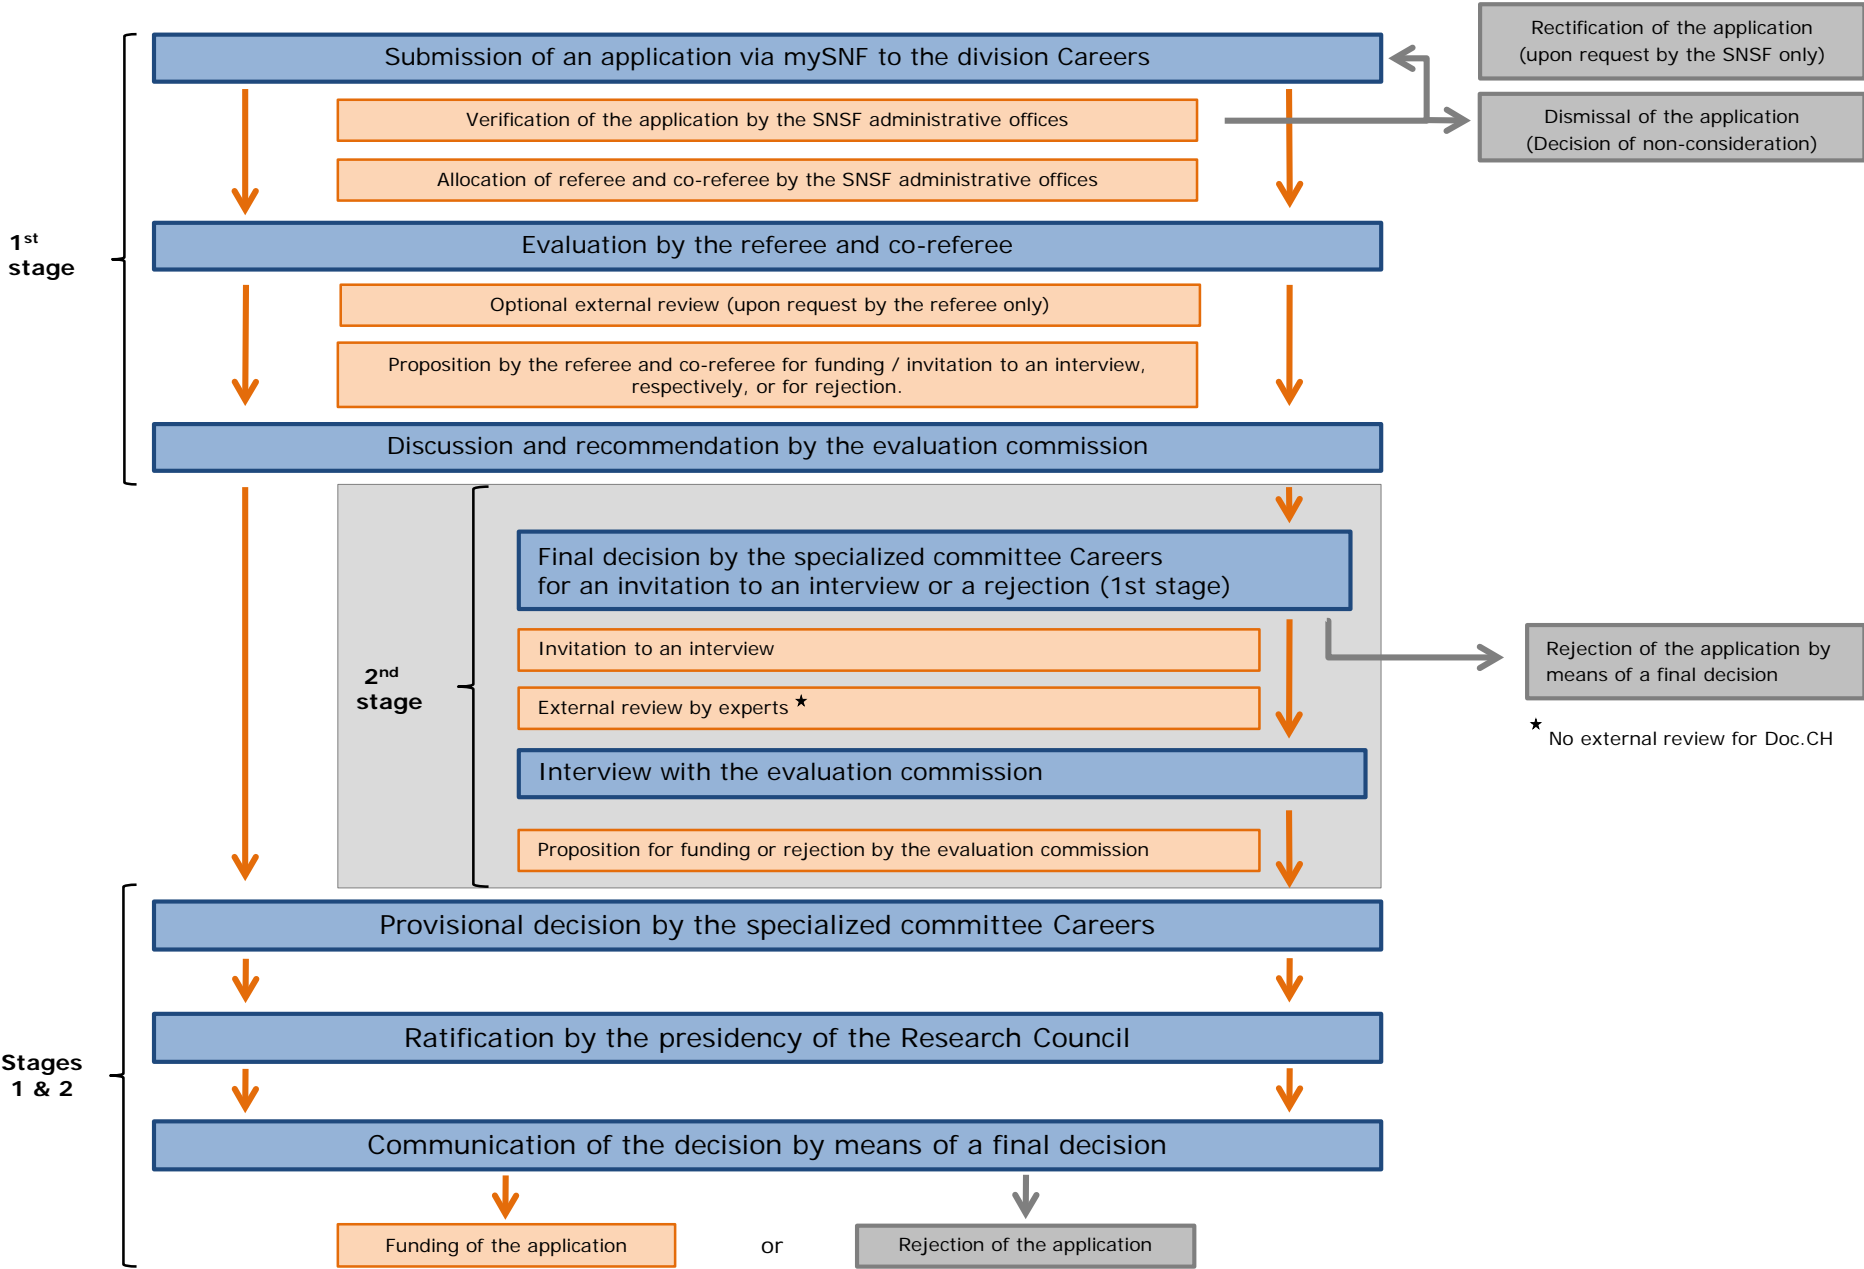 Submission of an application via mySNF to the division Careers
Rectification of the application
(upon request by the SNSF only)
Verification of the application by the SNSF administrative offices
Dismissal of the application
(Decision of non-consideration)
Allocation of referee and co-referee by the SNSF administrative offices
1st
stage
Evaluation by the referee and co-referee
Optional external review (upon request by the referee only)
Proposition by the referee and co-referee for funding / invitation to an interview,
respectively, or for rejection.
Discussion and recommendation by the evaluation commission
2nd
stage
Final decision by the specialized committee Careers
for an invitation to an interview or a rejection (1st stage)
Invitation to an interview
Rejection of the application by
means of a final decision
External review by experts ★
★ No external review for Doc.CH
Interview with the evaluation commission
Proposition for funding or rejection by the evaluation commission
Stages
1 & 2
Provisional decision by the specialized committee Careers
Ratification by the presidency of the Research Council
Communication of the decision by means of a final decision
Funding of the application
or
Rejection of the application